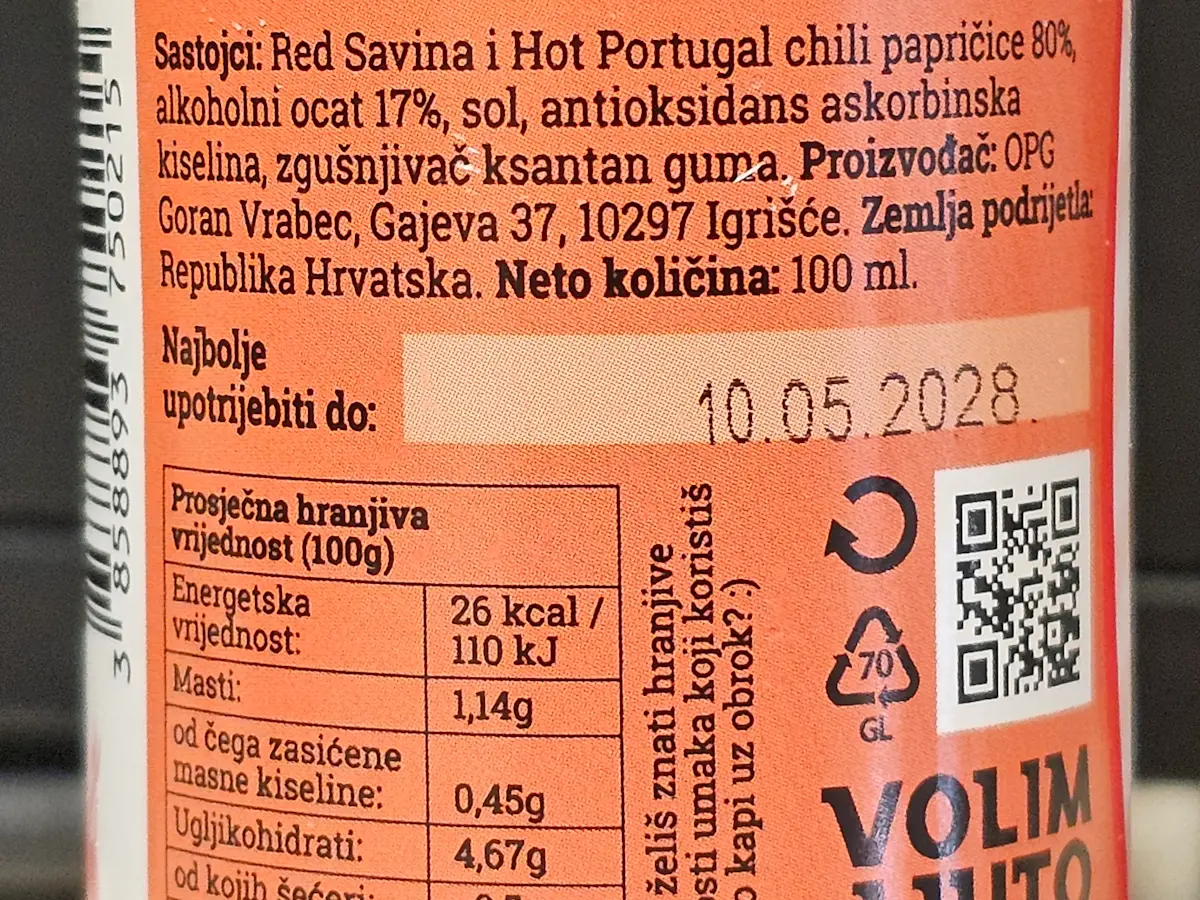 Sastojci: Red Savina i Hot Portugal chili papričice 80%,
alkoholni ocat 17%, sol, antioksidans askorbinska
kiselina, zgušnjivač ksantan guma. Proizvođač: OPG
Goran Vrabec, Gajeva 37, 10297 Igrišće. Zemlja podrijetla:
Republika Hrvatska. Neto količina: 100 ml.
Najbolje
upotrijebiti do:
10.05.2028.
Prosječna hranjiva
vrijednost (100g)
Energetska
vrijednost:
26 kcal /
110 kJ
Masti:
1,14g
od čega zasićene
masne kiseline:
0,45g
Ugljikohidrati:
4,67g
od kojih šećeri:
želiš znati hranjive
umaka koji koristiš
kapi uz obrok? :)
70
GL
VOLIM
LJUTO
3 858893 750215